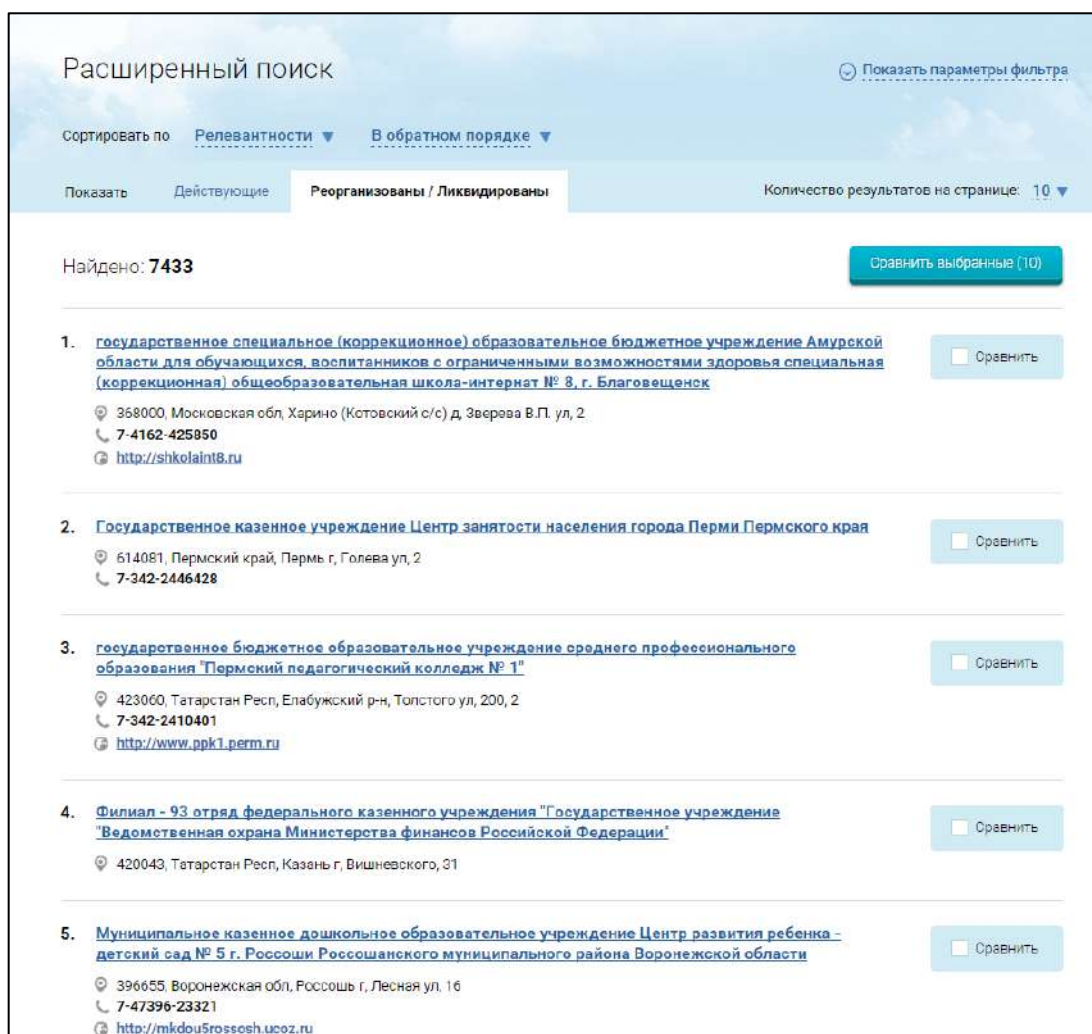 Расширенный поиск
Показать параметры фильтра
Сортировать по Релевантности В обратном порядке
Показать Действующие Реорганизованы / Ликвидированы Количество результатов на странице: 10
Найдено: 7433 Сравнить выбранные (10)
1. государственное специальное (коррекционное) образовательное бюджетное учреждение Амурской
области для обучающихся, воспитанников с ограниченными возможностями здоровья специальная
(коррекционная) общеобразовательная школа-интернат № 8, г. Благовещенск
Сравнить
368000, Московская обл, Харино (Котовский с/с) д, Зверева В.П. ул, 2
7-4162-425850
http://shkolaint8.ru
2. Государственное казенное учреждение Центр занятости населения города Перми Пермского края
Сравнить
614081, Пермский край, Пермь г, Голева ул, 2
7-342-2446428
3. государственное бюджетное образовательное учреждение среднего профессионального
образования "Пермский педагогический колледж № 1"
Сравнить
423060, Татарстан Респ, Елабужский р-н, Толстого ул, 200, 2
7-342-2410401
http://www.ppk1.perm.ru
4. Филиал - 93 отряд федерального казенного учреждения "Государственное учреждение
"Ведомственная охрана Министерства финансов Российской Федерации"
Сравнить
420043, Татарстан Респ, Казань г, Вишневского, 31
5. Муниципальное казенное дошкольное образовательное учреждение Центр развития ребенка -
детский сад № 5 г. Россоши Россошанского муниципального района Воронежской области
Сравнить
396655, Воронежская обл, Россошь г, Лесная ул, 16
7-47396-23321
http://mkdou5rossosh.ucoz.ru